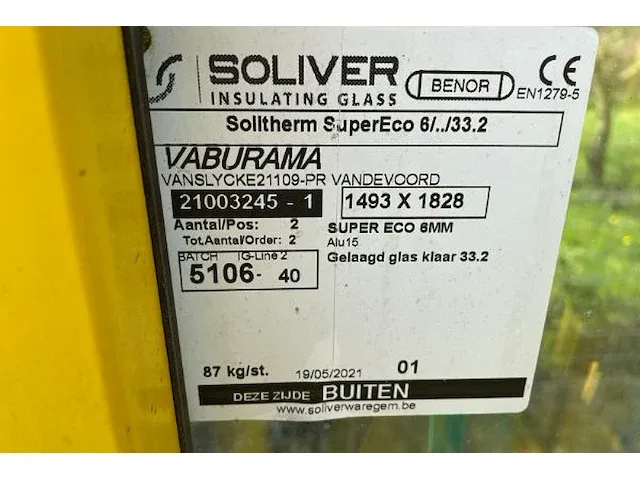 SOLIVER
INSULATING GLASS
BENOR
CE
EN1279-5
Solltherm SuperEco 6/../33.2
VABURAMA
VANSLYCKE21109-PR VANDEVOORD
21003245 - 1
1493 X 1828
Aantal/Pos: 2
SUPER ECO 6MM
Tot.Aantal/Order: 2
Alu15
BATCH IG-Line 2
Gelaagd glas klaar 33.2
5106- 40
87 kg/st.
19/05/2021
01
DEZE ZIJDE BUITEN
www.soliverwaregem.be